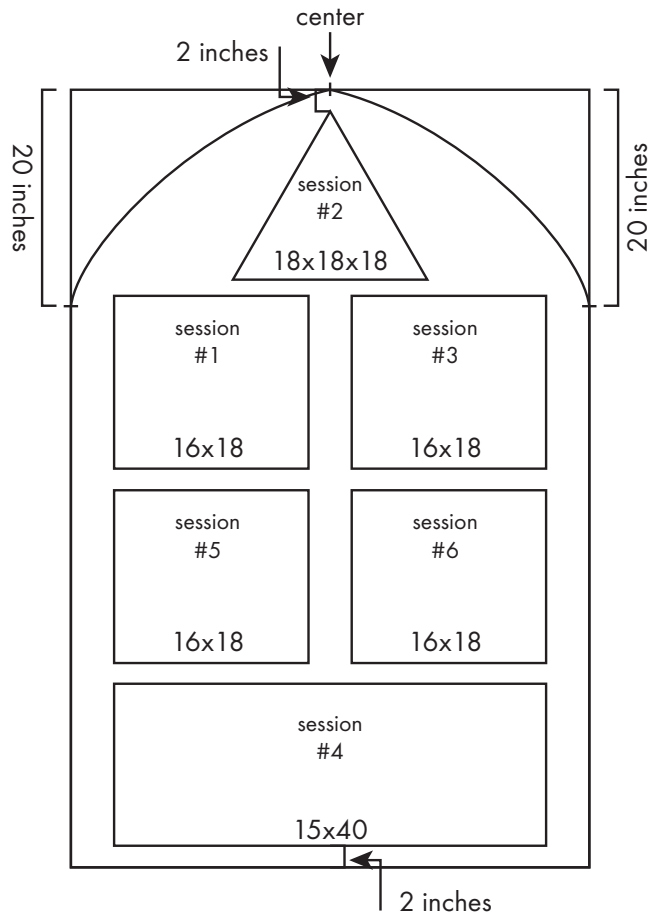 center
2 inches
20 inches
20 inches
session
#2
18x18x18
session
#1
16x18
session
#3
16x18
session
#5
16x18
session
#6
16x18
session
#4
15x40
2 inches